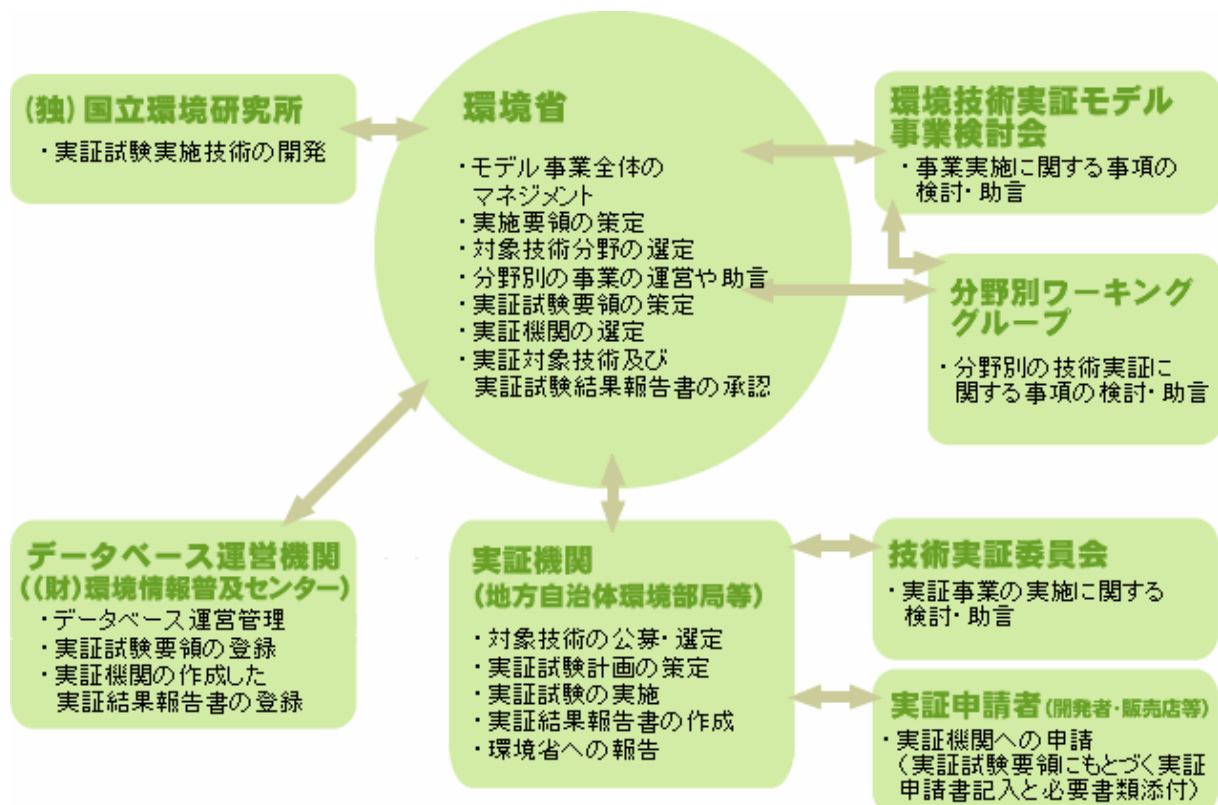 (独)国立環境研究所
・実証試験実施技術の開発
環境省
・モデル事業全体の
マネジメント
・実施要領の策定
・対象技術分野の選定
・分野別の事業の運営や助言
・実証試験要領の策定
・実証機関の選定
・実証対象技術及び
実証試験結果報告書の承認
環境技術実証モデル
事業検討会
・事業実施に関する事項の
検討・助言
分野別ワーキング
グループ
・分野別の技術実証に
関する事項の検討・助言
データベース運営機関
((財)環境情報普及センター)
・データベース運営管理
・実証試験要領の登録
・実証機関の作成した
実証結果報告書の登録
実証機関
(地方自治体環境部局等)
・対象技術の公募・選定
・実証試験計画の策定
・実証試験の実施
・実証結果報告書の作成
・環境省への報告
技術実証委員会
・実証事業の実施に関する
検討・助言
実証申請者(開発者・販売店等)
・実証機関への申請
(実証試験要領にもとづく実証
申請書記入と必要書類添付)